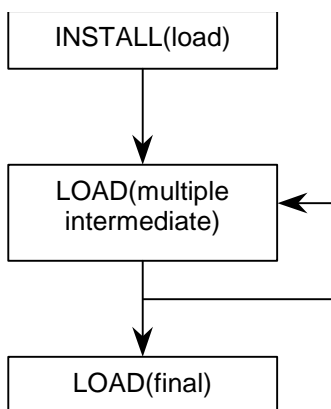 INSTALL(load)
LOAD(multiple
intermediate)
LOAD(final)